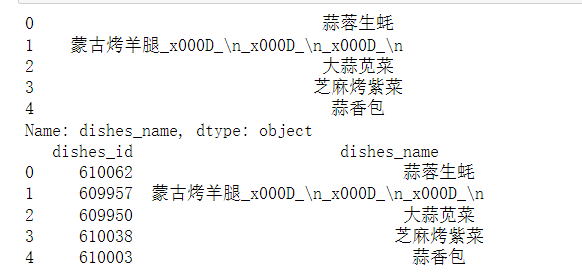 0 蒜蓉生蚝
1 蒙古烤羊腿_x000D_\n_x000D_\n_x000D_\n
2 大蒜苋菜
3 芝麻烤紫菜
4 蒜香包
Name: dishes_name, dtype: object
dishes_id dishes_name
0 610062 蒜蓉生蚝
1 609957 蒙古烤羊腿_x000D_\n_x000D_\n_x000D_\n
2 609950 大蒜苋菜
3 610038 芝麻烤紫菜
4 610003 蒜香包